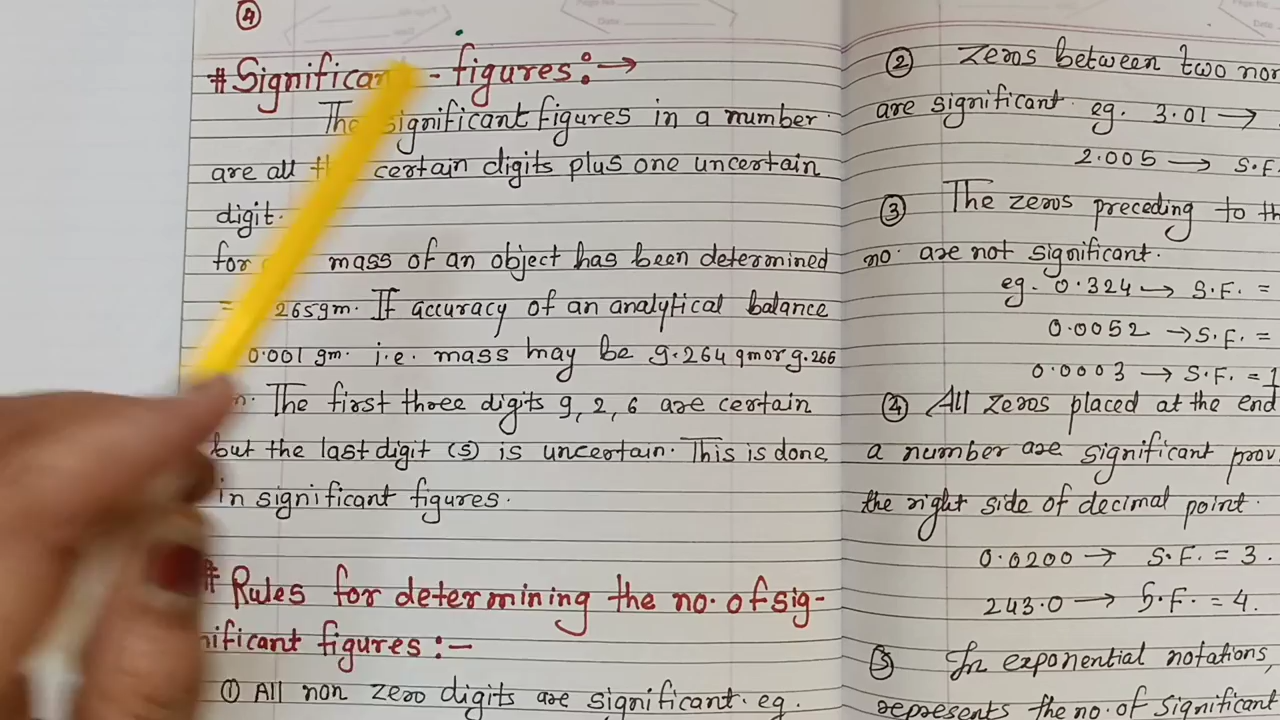 4
# Significan - figures :→
The significant figures in a number
are all th certain digits plus one uncertain
digit.
for mass of an object has been determined
= 265gm. If accuracy of an analytical balance
0.001 gm. i.e. mass may be 9.264 gm or 9.266
The first three digits 9, 2, 6 are certain
but the last digit (5) is uncertain. This is done
in significant figures.
# Rules for determining the no. of sig-
nificant figures :-
① All non zero digits are significant. eg.
② Zeros between two non
are significant. eg. 3.01 →
2.005 → S.F.
③ The zeros preceding to th
no. are not significant.
eg. 0.324 → S.F. =
0.0052 → S.F. =
0.0003 → S.F. = 1
④ All zeros placed at the end
a number are significant prov
the right side of decimal point.
0.0200 → S.F. = 3.
243.0 → S.F. = 4.
⑤ In exponential notations,
represents the no. of significant